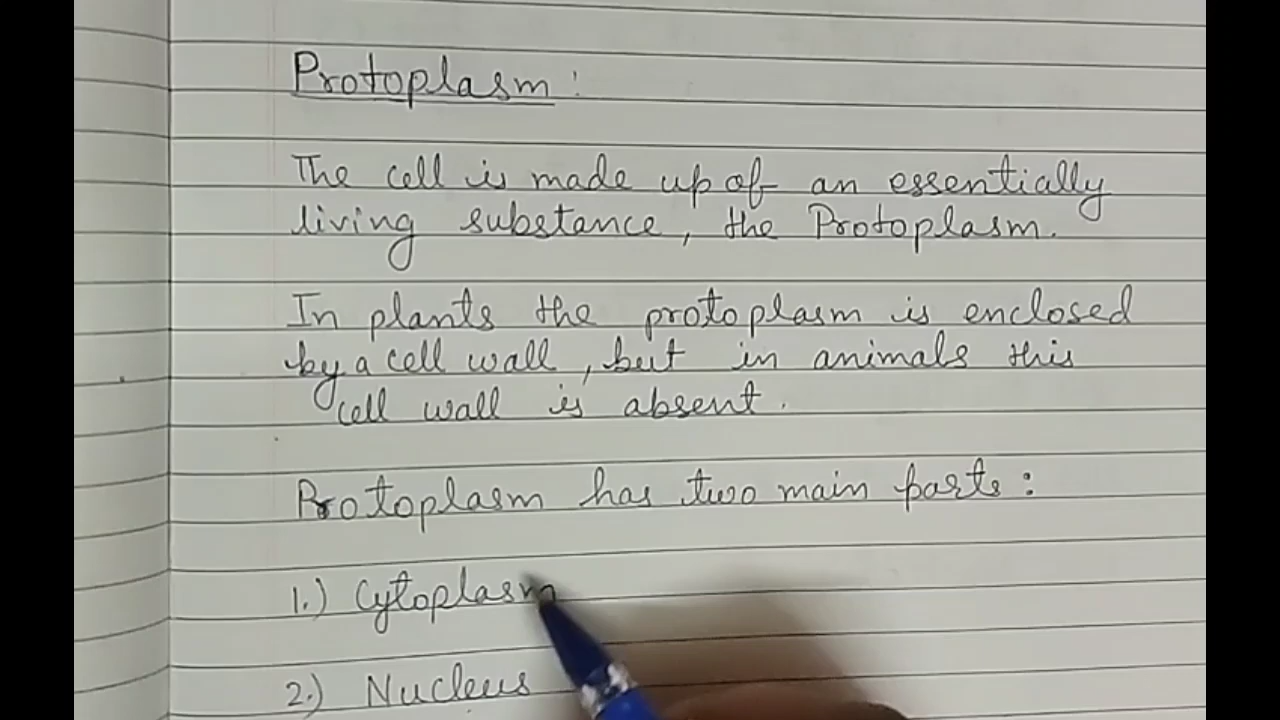 Protoplasm :
The cell is made up of an essentially
living substance, the Protoplasm.
In plants the protoplasm is enclosed
by a cell wall, but in animals this
cell wall is absent.
Protoplasm has two main parts :
1.) Cytoplasm
2.) Nucleus